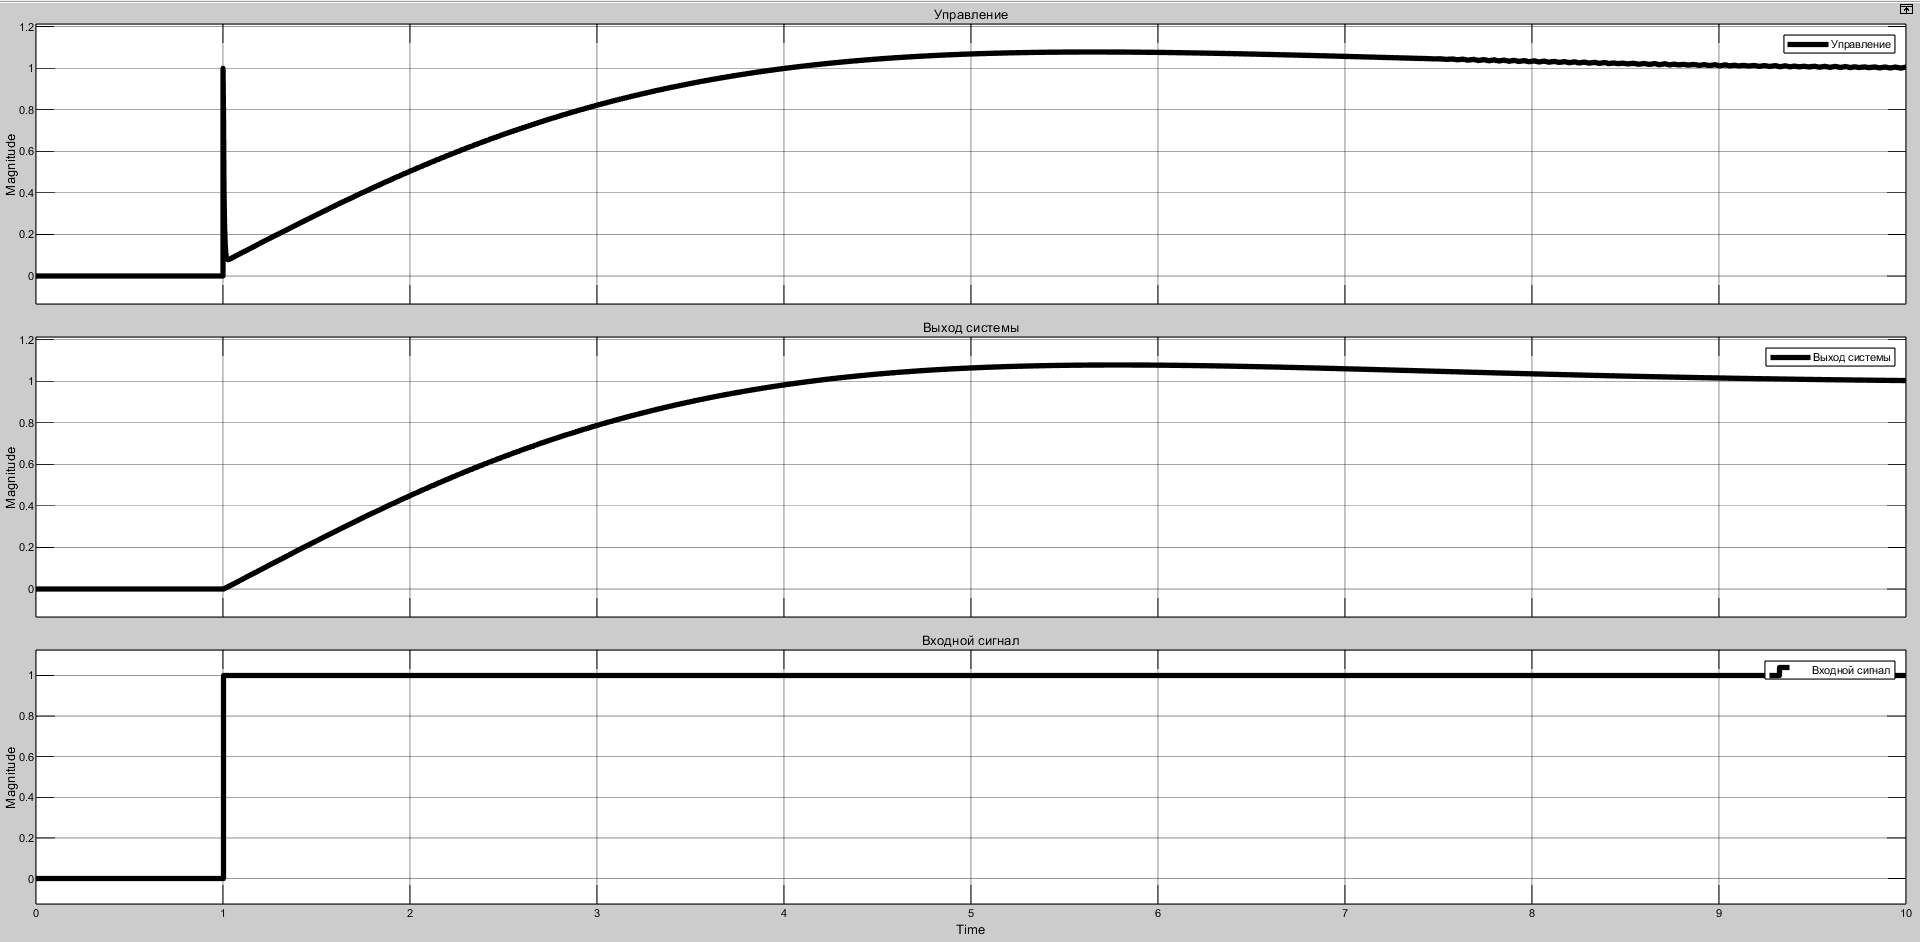 Управление
1.2
1
0.8
0.6
0.4
0.2
0
Magnitude
Управление
Выход системы
1.2
1
0.8
0.6
0.4
0.2
0
Magnitude
Выход системы
Входной сигнал
1
0.8
0.6
0.4
0.2
0
Magnitude
Входной сигнал
0 1 2 3 4 5 6 7 8 9 10
Time